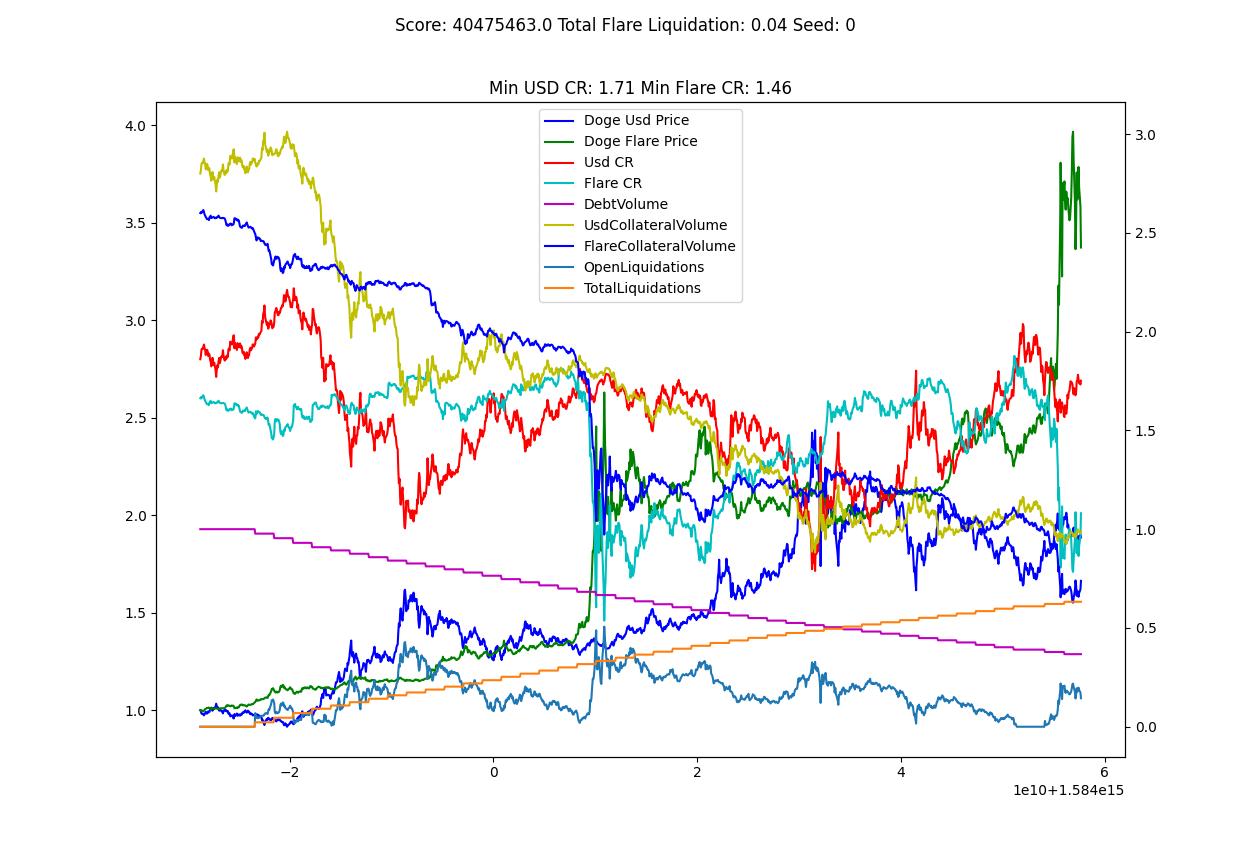 Score: 40475463.0 Total Flare Liquidation: 0.04 Seed: 0
Min USD CR: 1.71 Min Flare CR: 1.46
Doge Usd Price
Doge Flare Price
Usd CR
Flare CR
DebtVolume
UsdCollateralVolume
FlareCollateralVolume
OpenLiquidations
TotalLiquidations
4.0
3.5
3.0
2.5
2.0
1.5
1.0
3.0
2.5
2.0
1.5
1.0
0.5
0.0
−2
0
2
4
6
1e10+1.584e15